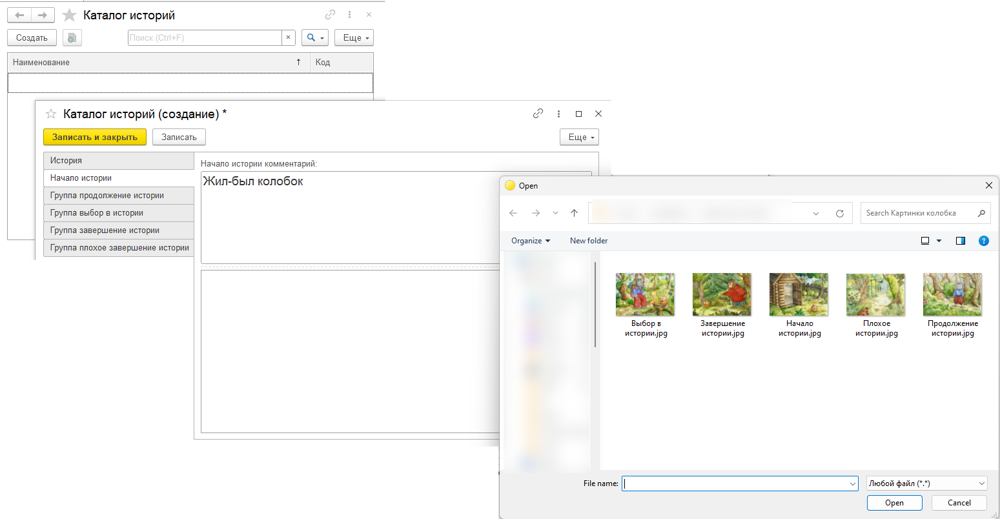 Каталог историй
Создать
Поиск (Ctrl+F)
Еще
Наименование
Код
Каталог историй (создание) *
Записать и закрыть
Записать
Еще
История
Начало истории
Группа продолжение истории
Группа выбор в истории
Группа завершение истории
Группа плохое завершение истории
Начало истории комментарий:
Жил-был колобок
Open
Search Картинки колобка
Organize
New folder
Выбор в
истории.jpg
Завершение
истории.jpg
Начало
истории.jpg
Плохое
истории.jpg
Продолжение
истории.jpg
File name:
Любой файл (*.*)
Open
Cancel